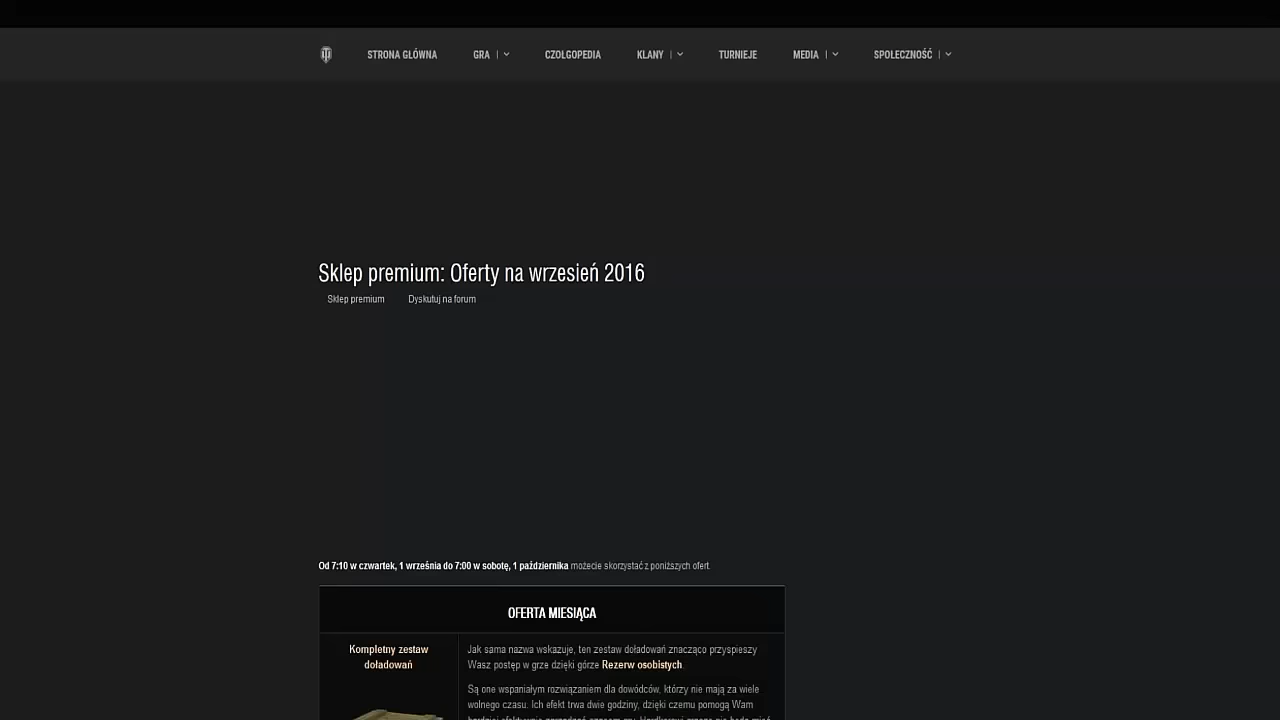 STRONA GŁÓWNA GRA CZOŁGOPEDIA KLANY TURNIEJE MEDIA SPOŁECZNOŚĆ
Sklep premium: Oferty na wrzesień 2016
Sklep premium Dyskutuj na forum
Od 7:10 w czwartek, 1 września do 7:00 w sobotę, 1 października możecie skorzystać z poniższych ofert.
OFERTA MIESIĄCA
Kompletny zestaw
doładowań
Jak sama nazwa wskazuje, ten zestaw doładowań znacząco przyspieszy
Wasz postęp w grze dzięki górze Rezerw osobistych.
Są one wspaniałym rozwiązaniem dla dowódców, którzy nie mają za wiele
wolnego czasu. Ich efekt trwa dwie godziny, dzięki czemu pomogą Wam